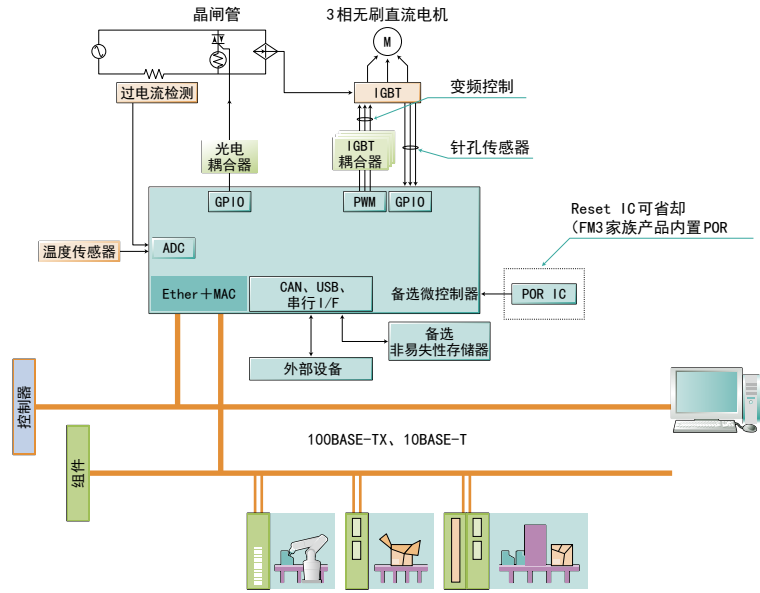 晶闸管
3相无刷直流电机
M
过电流检测
IGBT
变频控制
光电
耦合器
IGBT
耦合器
针孔传感器
GPIO
PWM
GPIO
Reset IC可省却
(FM3家族产品内置POR
温度传感器
ADC
Ether＋MAC
CAN、USB、
串行I/F
备选微控制器
POR IC
备选
非易失性存储器
外部设备
控制器
100BASE-TX、10BASE-T
组件